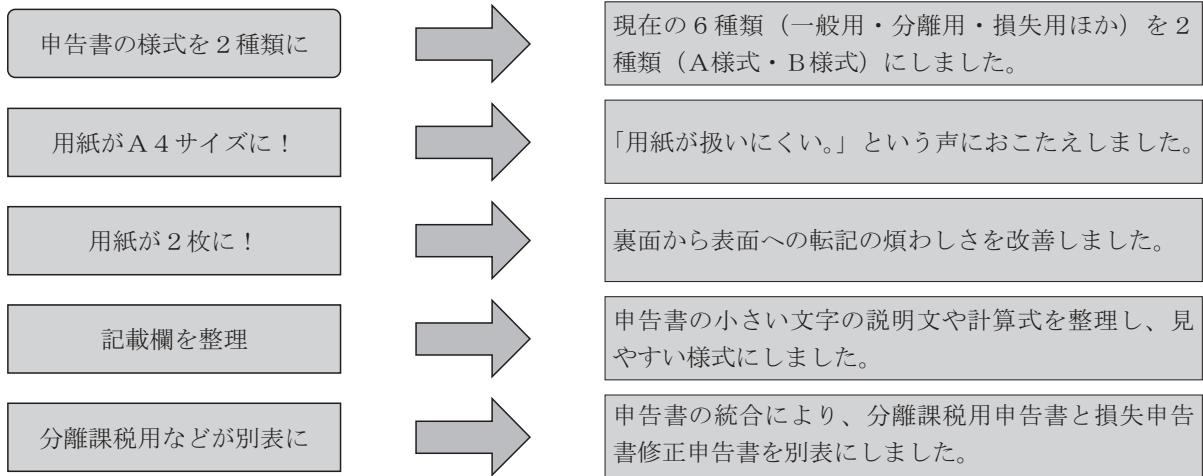 申告書の様式を２種類に
現在の６種類（一般用・分離用・損失用ほか）を２
種類（Ａ様式・Ｂ様式）にしました。
用紙がＡ４サイズに！
「用紙が扱いにくい。」という声におこたえしました。
用紙が２枚に！
裏面から表面への転記の煩わしさを改善しました。
記載欄を整理
申告書の小さい文字の説明文や計算式を整理し、見
やすい様式にしました。
分離課税用などが別表に
申告書の統合により、分離課税用申告書と損失申告
書修正申告書を別表にしました。